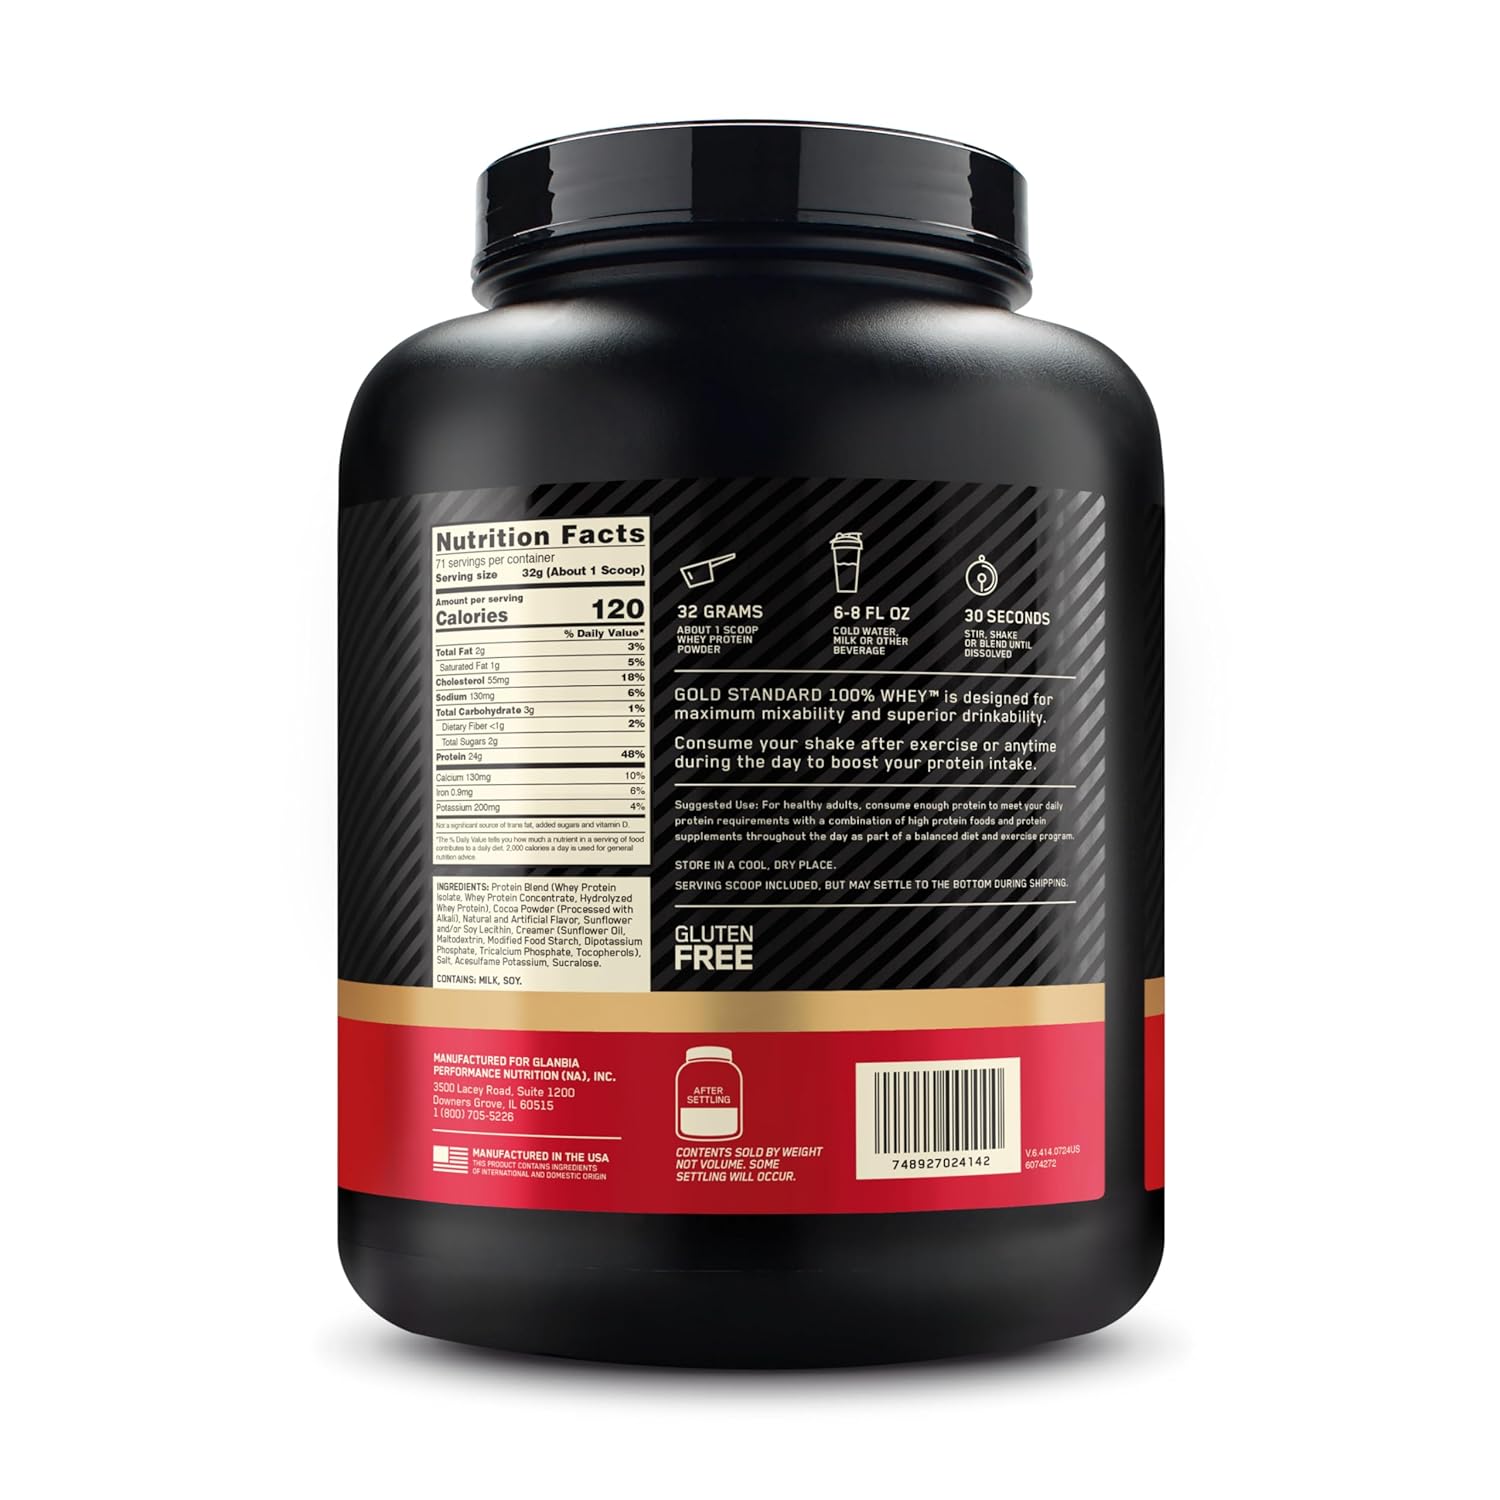 Nutrition Facts
71 servings per container
Serving size 32g (About 1 Scoop)
Amount per serving
Calories 120
% Daily Value*
Total Fat 2g 3%
Saturated Fat 1g 5%
Cholesterol 55mg 18%
Sodium 130mg 6%
Total Carbohydrate 3g 1%
Dietary Fiber <1g 2%
Total Sugars 2g
Protein 24g 48%
Calcium 130mg 10%
Iron 0.9mg 6%
Potassium 200mg 4%
Not a significant source of trans fat, added sugars and vitamin D.
*The % Daily Value tells you how much a nutrient in a serving of food
contributes to a daily diet. 2,000 calories a day is used for general
nutrition advice.
INGREDIENTS: Protein Blend (Whey Protein
Isolate, Whey Protein Concentrate, Hydrolyzed
Whey Protein), Cocoa Powder (Processed with
Alkali), Natural and Artificial Flavor, Sunflower
and/or Soy Lecithin, Creamer (Sunflower Oil,
Maltodextrin, Modified Food Starch, Dipotassium
Phosphate, Tricalcium Phosphate, Tocopherols),
Salt, Acesulfame Potassium, Sucralose.
CONTAINS: MILK, SOY.
32 GRAMS
ABOUT 1 SCOOP
WHEY PROTEIN
POWDER
6-8 FL OZ
COLD WATER,
MILK OR OTHER
BEVERAGE
30 SECONDS
STIR, SHAKE
OR BLEND UNTIL
DISSOLVED
GOLD STANDARD 100% WHEY™ is designed for
maximum mixability and superior drinkability.
Consume your shake after exercise or anytime
during the day to boost your protein intake.
Suggested Use: For healthy adults, consume enough protein to meet your daily
protein requirements with a combination of high protein foods and protein
supplements throughout the day as part of a balanced diet and exercise program.
STORE IN A COOL, DRY PLACE.
SERVING SCOOP INCLUDED, BUT MAY SETTLE TO THE BOTTOM DURING SHIPPING.
GLUTEN
FREE
MANUFACTURED FOR GLANBIA
PERFORMANCE NUTRITION (NA), INC.
3500 Lacey Road, Suite 1200
Downers Grove, IL 60515
1 (800) 705-5226
MANUFACTURED IN THE USA
THIS PRODUCT CONTAINS INGREDIENTS
OF INTERNATIONAL AND DOMESTIC ORIGIN
AFTER
SETTLING
CONTENTS SOLD BY WEIGHT
NOT VOLUME. SOME
SETTLING WILL OCCUR.
748927024142
V.6.414.0724US
6074272